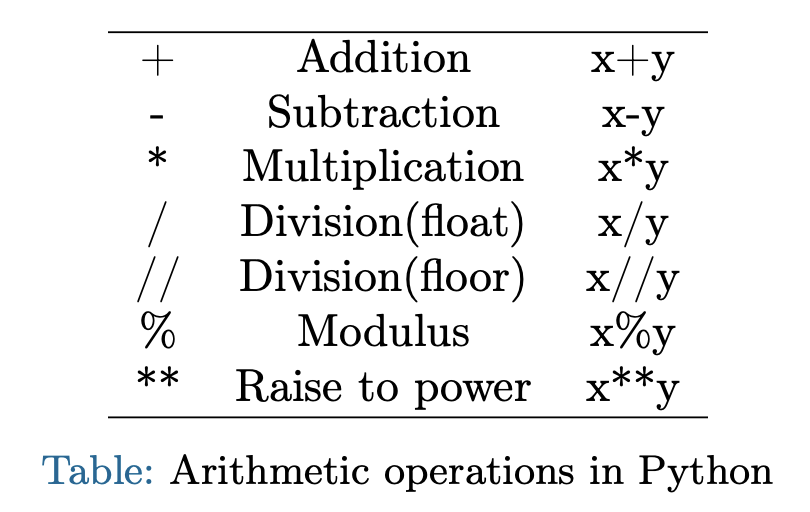 + Addition x+y
- Subtraction x-y
* Multiplication x*y
/ Division(float) x/y
// Division(floor) x//y
% Modulus x%y
** Raise to power x**y
Table: Arithmetic operations in Python